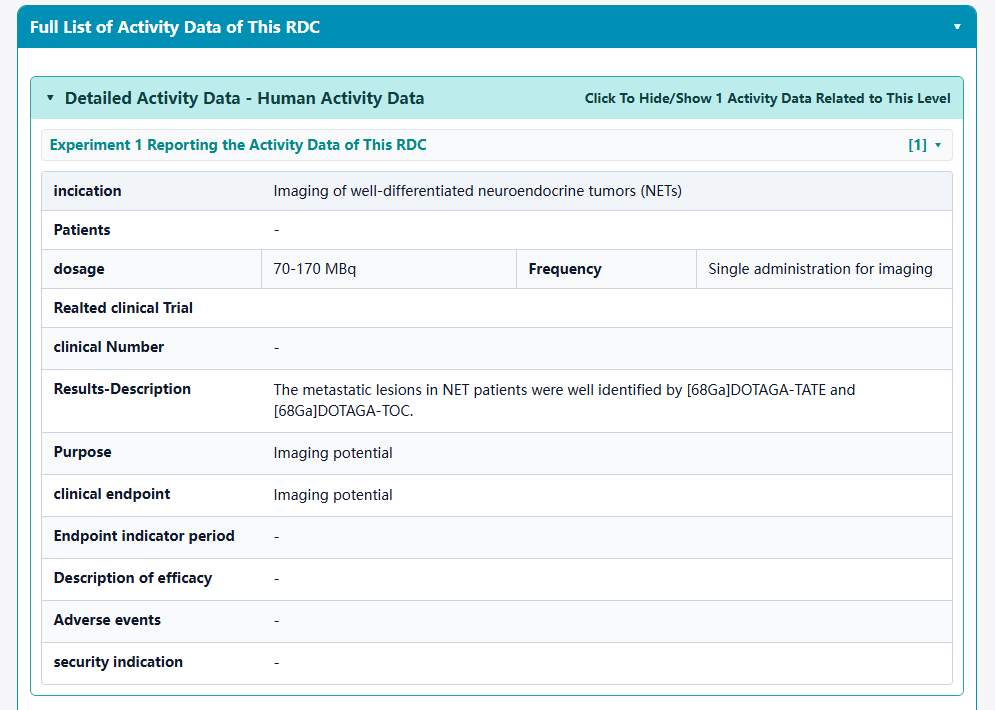 Full List of Activity Data of This RDC
Detailed Activity Data - Human Activity Data Click To Hide/Show 1 Activity Data Related to This Level
Experiment 1 Reporting the Activity Data of This RDC [1]
incication Imaging of well-differentiated neuroendocrine tumors (NETs)
Patients -
dosage 70-170 MBq Frequency Single administration for imaging
Realted clinical Trial
clinical Number -
Results-Description The metastatic lesions in NET patients were well identified by [68Ga]DOTAGA-TATE and
[68Ga]DOTAGA-TOC.
Purpose Imaging potential
clinical endpoint Imaging potential
Endpoint indicator period -
Description of efficacy -
Adverse events -
security indication -